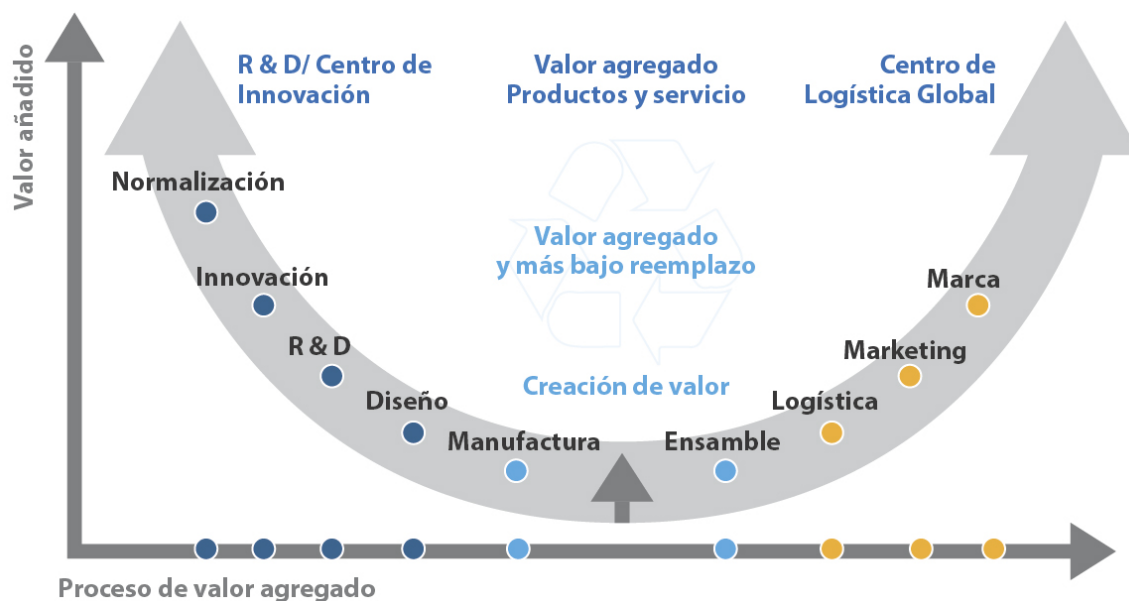 Valor añadido
R & D/ Centro de
Innovación
Valor agregado
Productos y servicio
Centro de
Logística Global
Normalización
Valor agregado
y más bajo reemplazo
Innovación
Marca
R & D
Marketing
Creación de valor
Diseño
Logística
Manufactura
Ensamble
Proceso de valor agregado